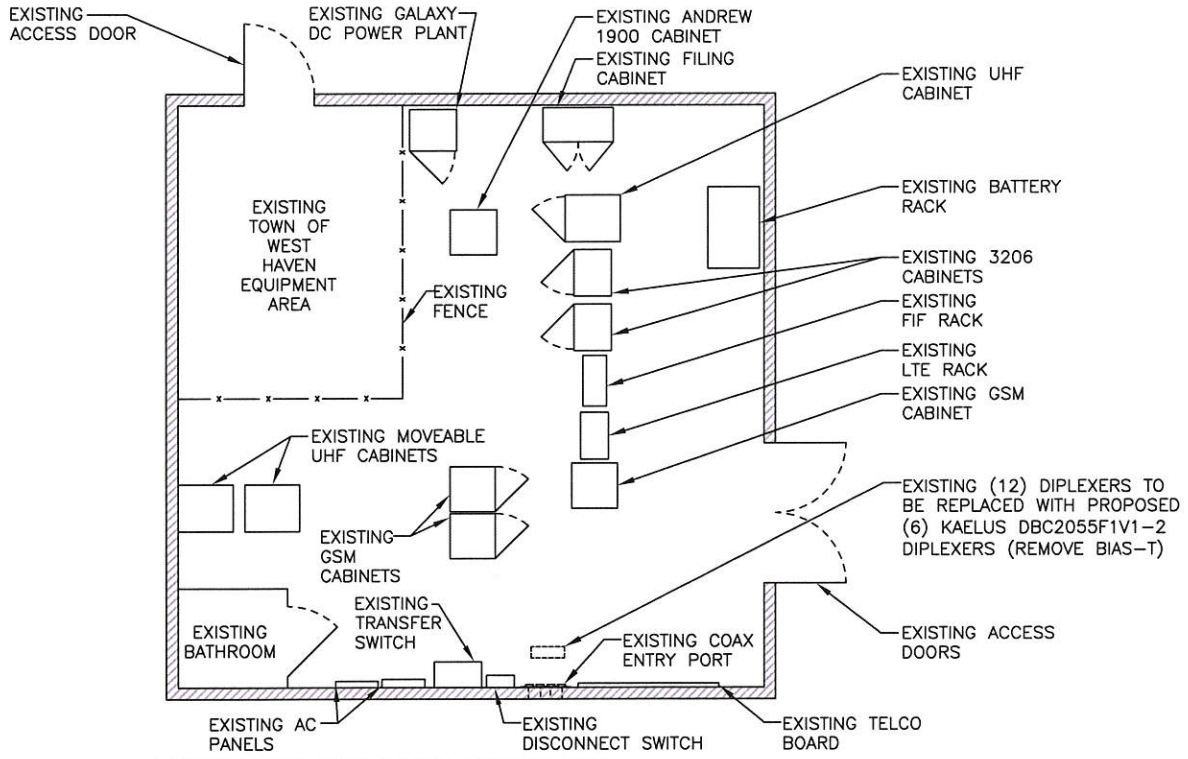 EXISTING
ACCESS DOOR
EXISTING GALAXY
DC POWER PLANT
EXISTING ANDREW
1900 CABINET
EXISTING FILING
CABINET
EXISTING UHF
CABINET
EXISTING BATTERY
RACK
EXISTING
TOWN OF
WEST
HAVEN
EQUIPMENT
AREA
EXISTING
FENCE
EXISTING 3206
CABINETS
EXISTING
FIF RACK
EXISTING
LTE RACK
EXISTING GSM
CABINET
EXISTING MOVEABLE
UHF CABINETS
EXISTING
GSM
CABINETS
EXISTING (12) DIPLEXERS TO
BE REPLACED WITH PROPOSED
(6) KAELUS DBC2055F1V1-2
DIPLEXERS (REMOVE BIAS-T)
EXISTING
BATHROOM
EXISTING
TRANSFER
SWITCH
EXISTING COAX
ENTRY PORT
EXISTING ACCESS
DOORS
EXISTING AC
PANELS
EXISTING
DISCONNECT SWITCH
EXISTING TELCO
BOARD